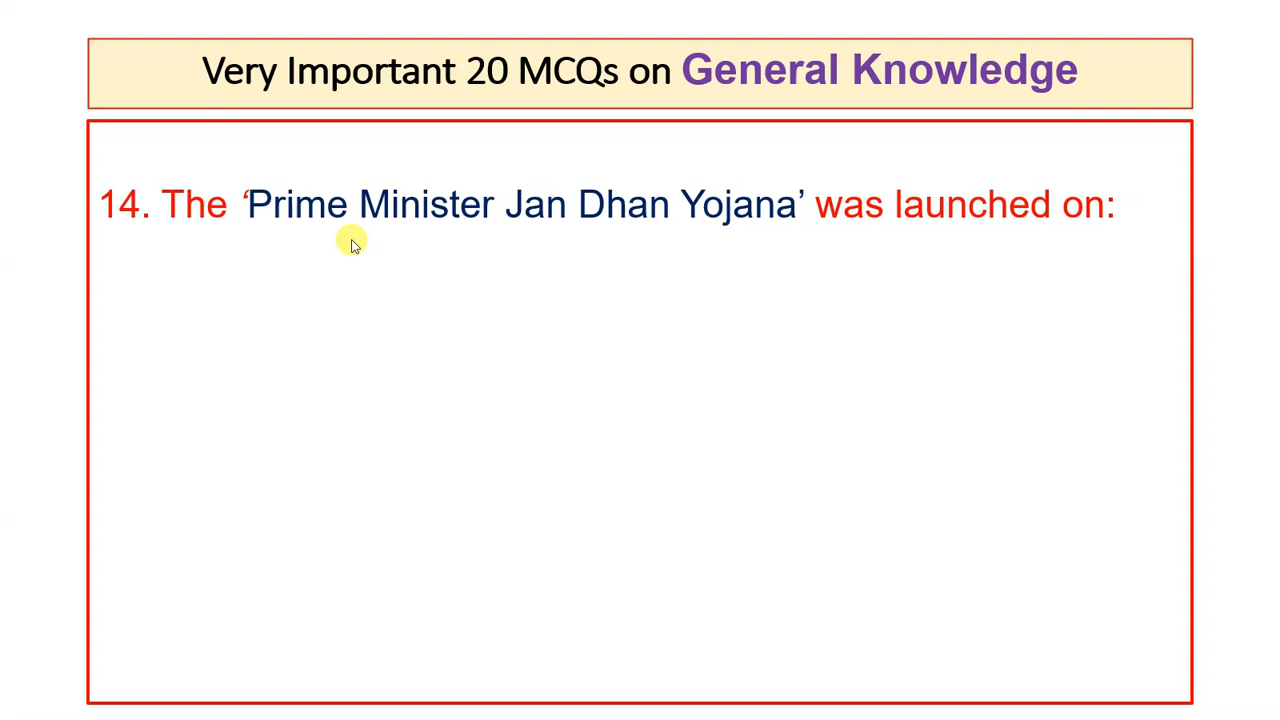 Very Important 20 MCQs on General Knowledge
14. The ‘Prime Minister Jan Dhan Yojana’ was launched on: